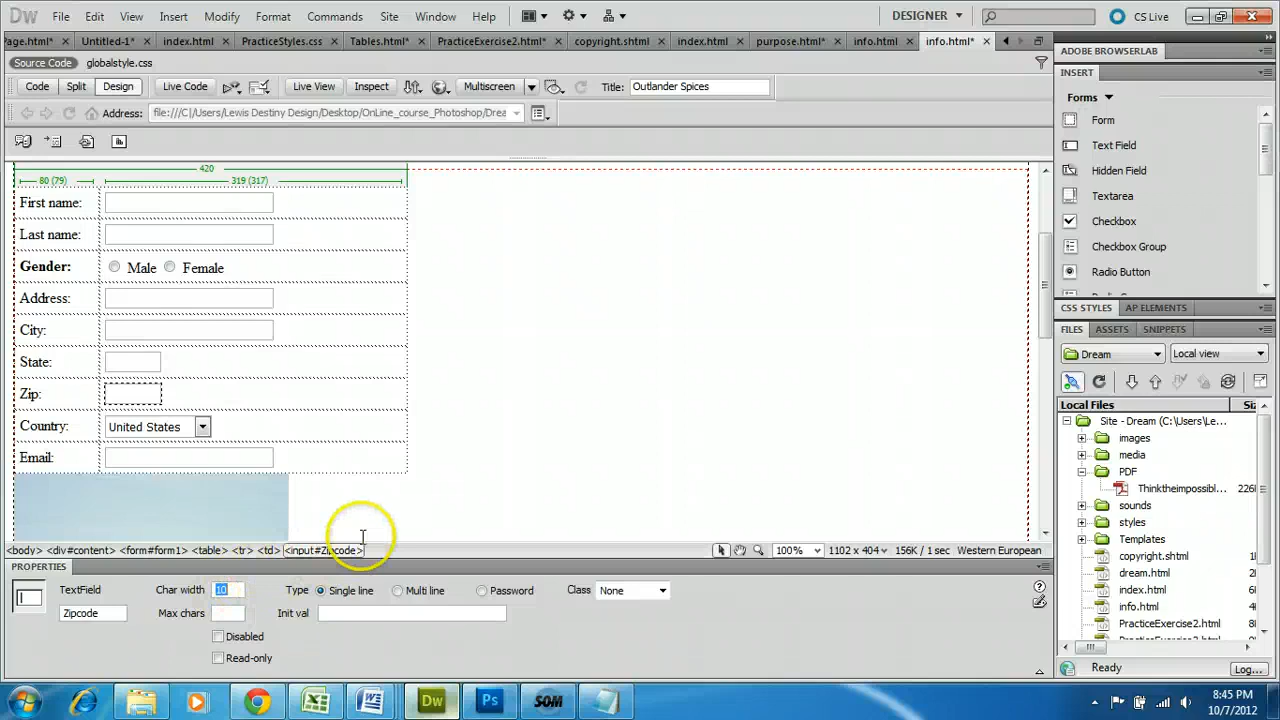 Dw File Edit View Insert Modify Format Commands Site Window Help DESIGNER CS Live
Page.html* Untitled-1* index.html PracticeStyles.css Tables.html* PracticeExercise2.html* copyright.shtml index.html purpose.html* info.html info.html*
Source Code globalstyle.css
Code Split Design Live Code Live View Inspect Multiscreen Title: Outlander Spices
Address: file:///C|/Users/Lewis Destiny Design/Desktop/OnLine_course_Photoshop/Drea
420
80 (79) 319 (317)
First name:
Last name:
Gender: Male Female
Address:
City:
State:
Zip:
Country: United States
Email:
<body> <div#content> <form#form1> <table> <tr> <td> <input#Zipcode> 100% 1102 x 404 156K / 1 sec Western European
PROPERTIES
TextField Char width 10 Type Single line Multi line Password Class None
Zipcode Max chars Init val
Disabled
Read-only
ADOBE BROWSERLAB
INSERT
Forms
Form
Text Field
Hidden Field
Textarea
Checkbox
Checkbox Group
Radio Button
CSS STYLES AP ELEMENTS
FILES ASSETS SNIPPETS
Dream Local view
Local Files
Site - Dream (C:\Users\Le...
images
media
PDF
Thinktheimpossibl... 226
sounds
styles
Templates
copyright.shtml
dream.html
index.html
info.html
PracticeExercise2.html
Ready Log...
Dw Ps SOM 8:45 PM
10/7/2012